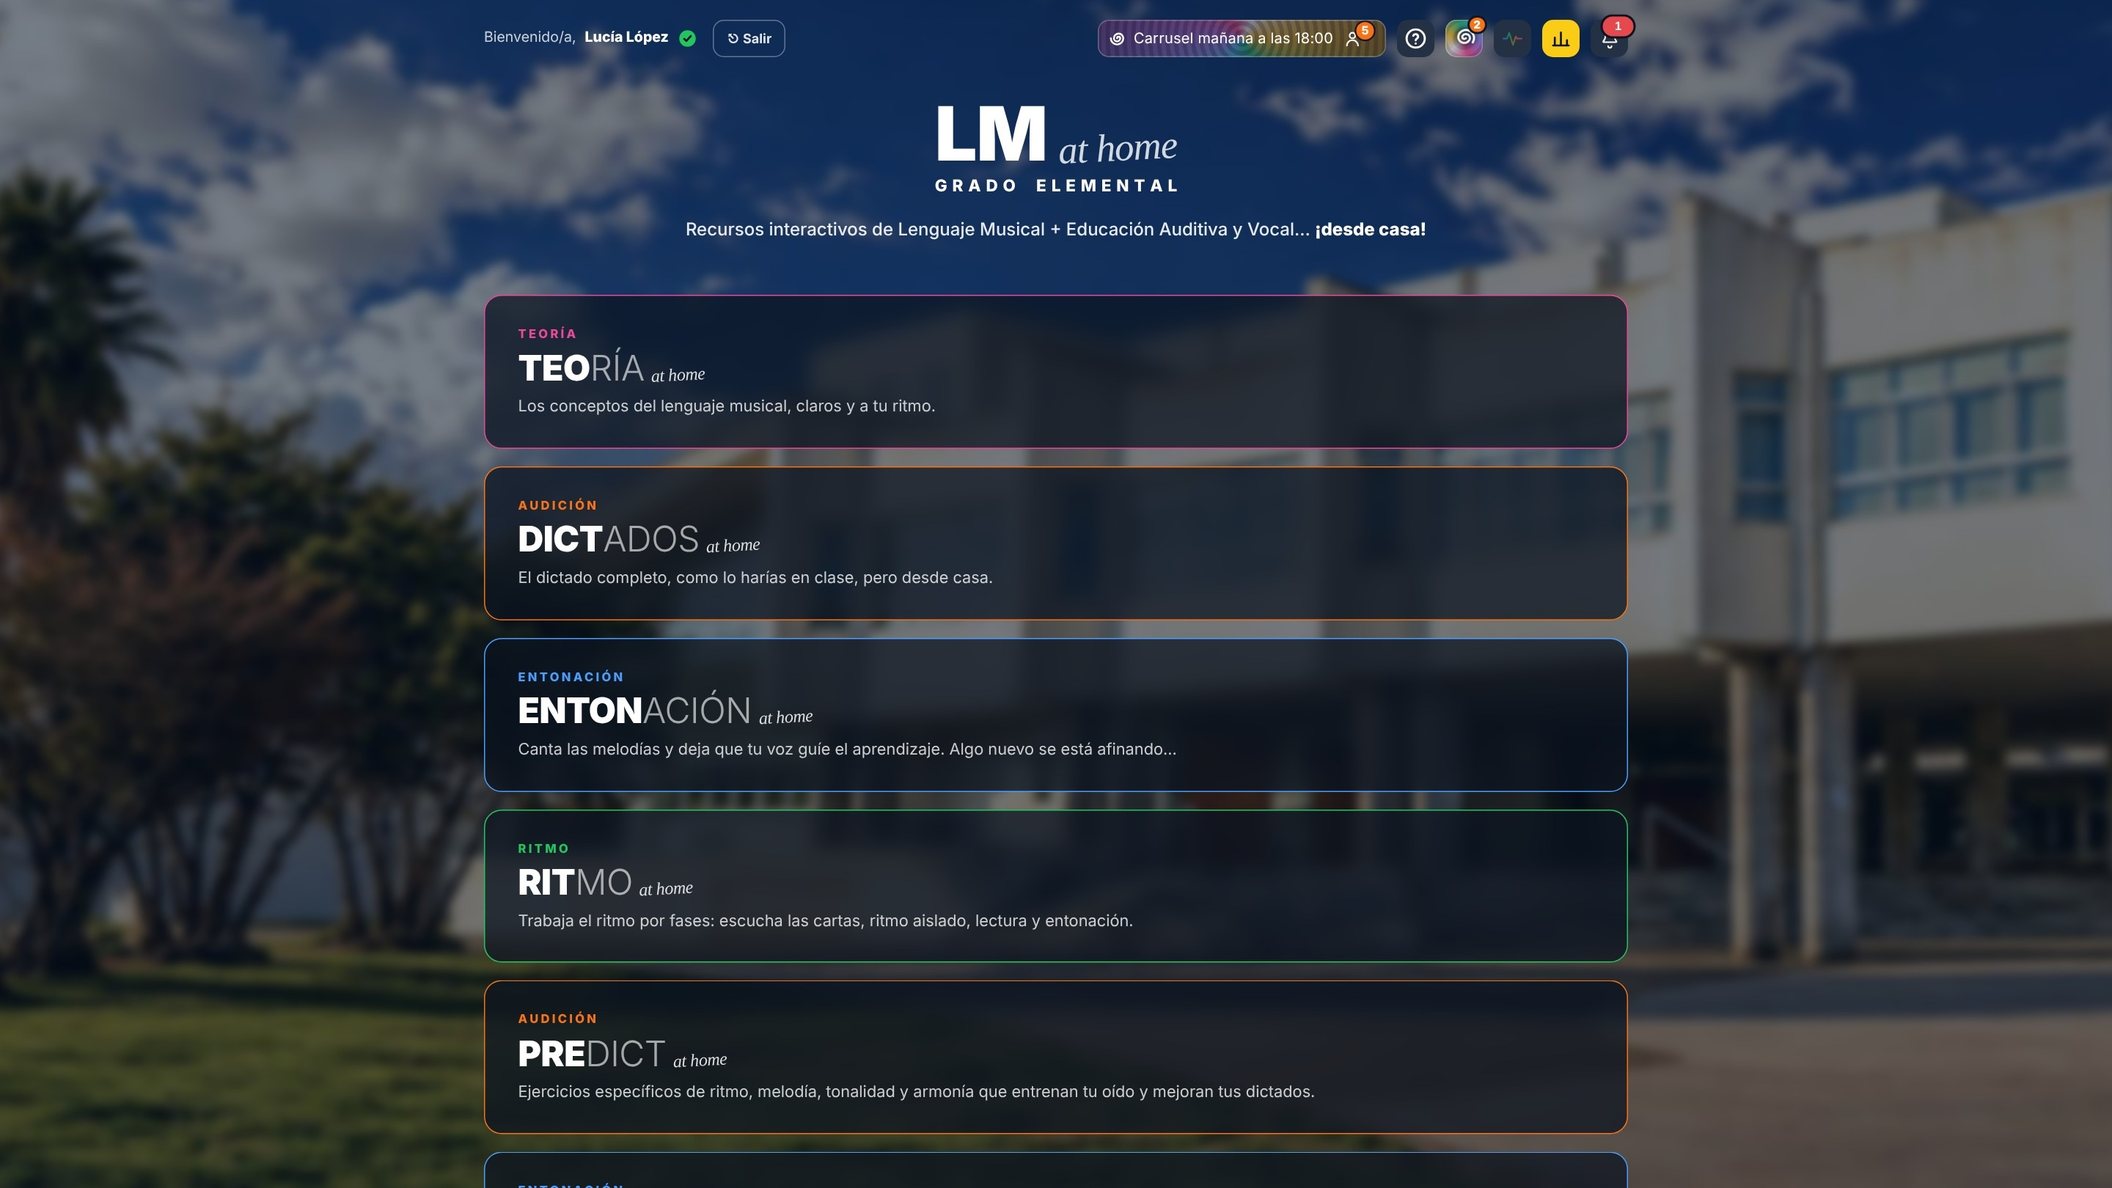 Bienvenido/a, Lucía López
Salir
Carrusel mañana a las 18:00
5
2
1
LM at home
GRADO ELEMENTAL
Recursos interactivos de Lenguaje Musical + Educación Auditiva y Vocal... ¡desde casa!
TEORÍA
TEORÍA at home
Los conceptos del lenguaje musical, claros y a tu ritmo.
AUDICIÓN
DICTADOS at home
El dictado completo, como lo harías en clase, pero desde casa.
ENTONACIÓN
ENTONACIÓN at home
Canta las melodías y deja que tu voz guíe el aprendizaje. Algo nuevo se está afinando...
RITMO
RITMO at home
Trabaja el ritmo por fases: escucha las cartas, ritmo aislado, lectura y entonación.
AUDICIÓN
PREDICT at home
Ejercicios específicos de ritmo, melodía, tonalidad y armonía que entrenan tu oído y mejoran tus dictados.